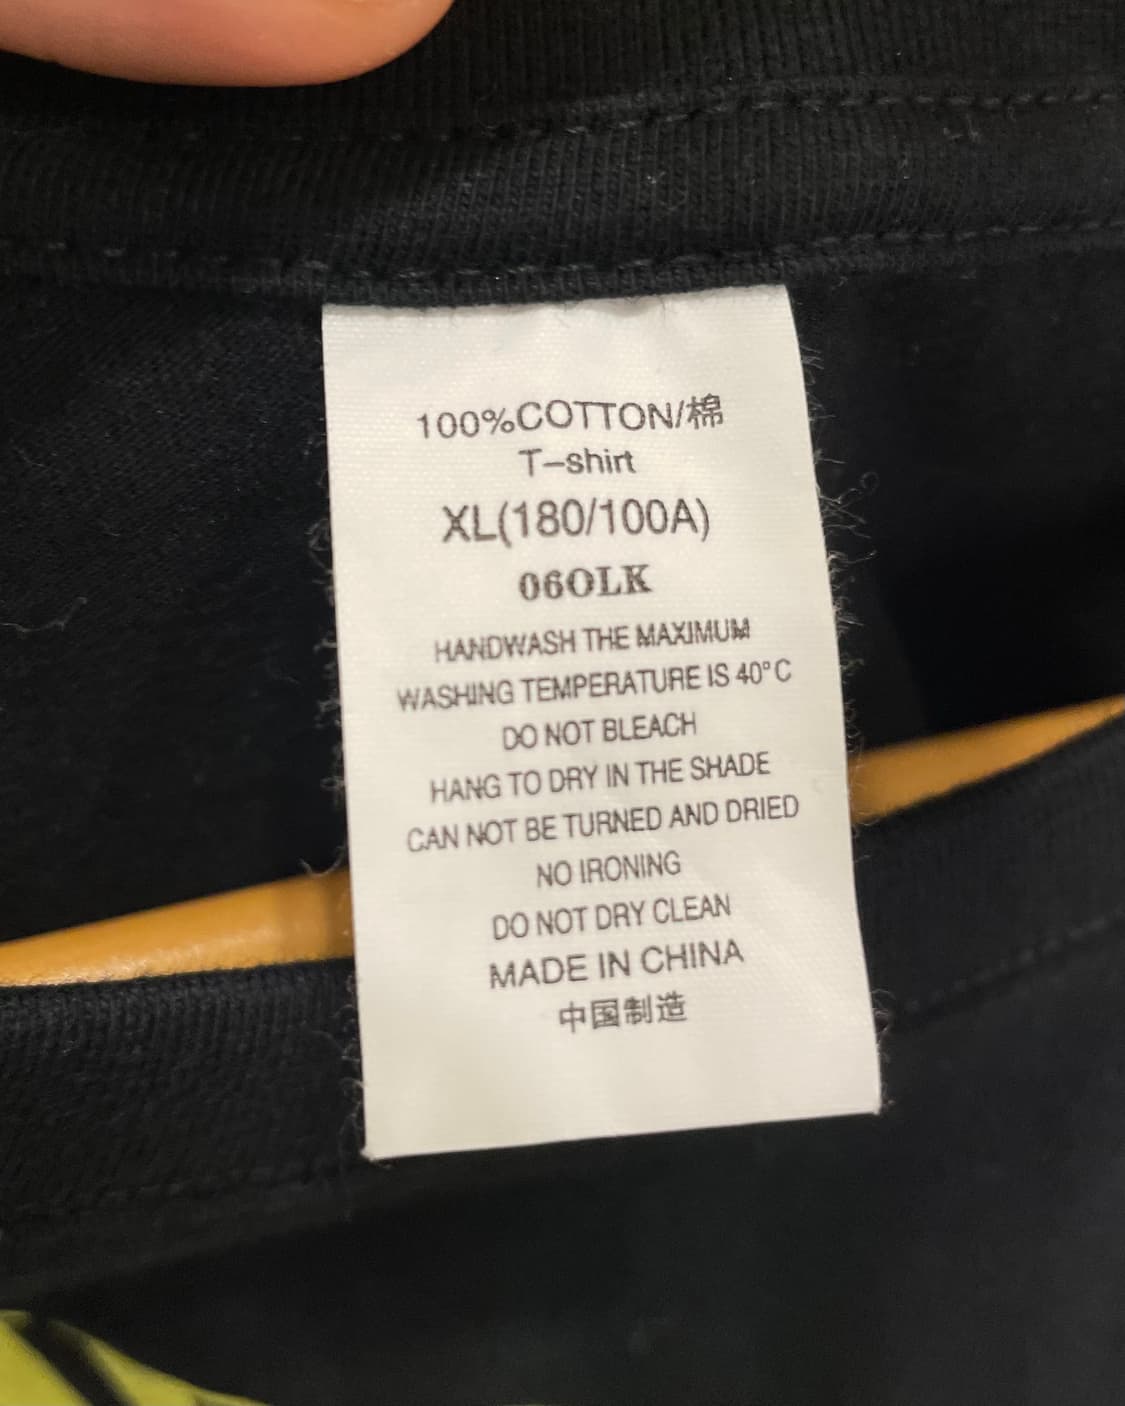 100%COTTON/棉
T-shirt
XL(180/100A)
06OLK
HANDWASH THE MAXIMUM
WASHING TEMPERATURE IS 40°C
DO NOT BLEACH
HANG TO DRY IN THE SHADE
CAN NOT BE TURNED AND DRIED
NO IRONING
DO NOT DRY CLEAN
MADE IN CHINA
中国制造